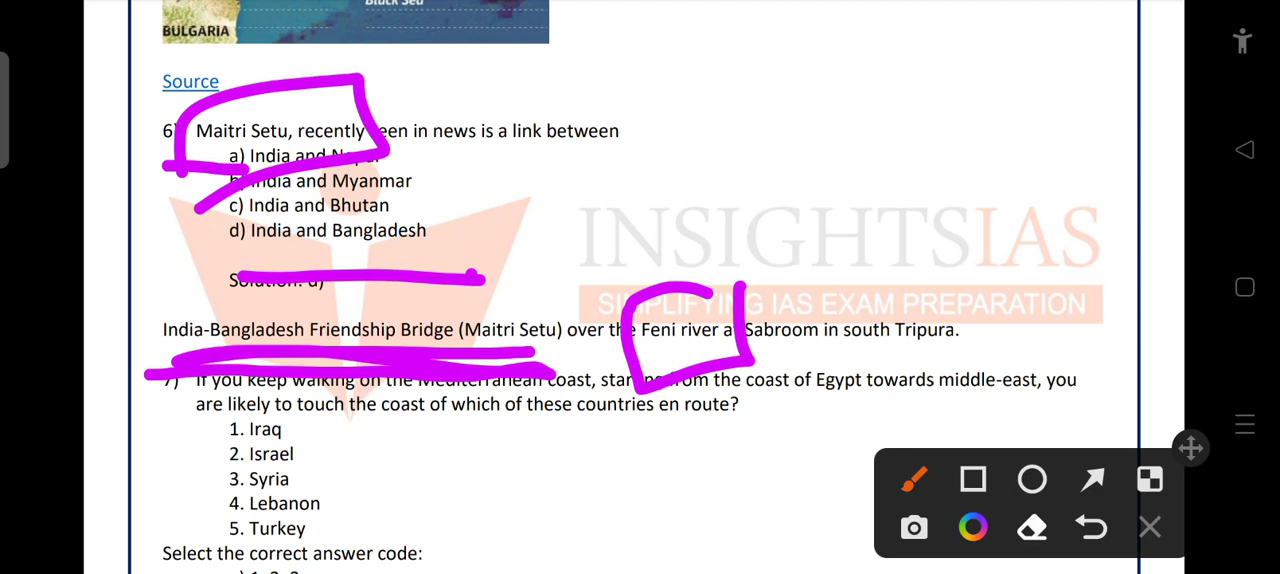 Black Sea
BULGARIA
Source
6) Maitri Setu, recently seen in news is a link between
a) India and Nepal
b) India and Myanmar
c) India and Bhutan
d) India and Bangladesh
Solution: d)
INSIGHTSIAS
SIMPLIFYING IAS EXAM PREPARATION
India-Bangladesh Friendship Bridge (Maitri Setu) over the Feni river at Sabroom in south Tripura.
7) If you keep walking on the Mediterranean coast, starting from the coast of Egypt towards middle-east, you
are likely to touch the coast of which of these countries en route?
1. Iraq
2. Israel
3. Syria
4. Lebanon
5. Turkey
Select the correct answer code: